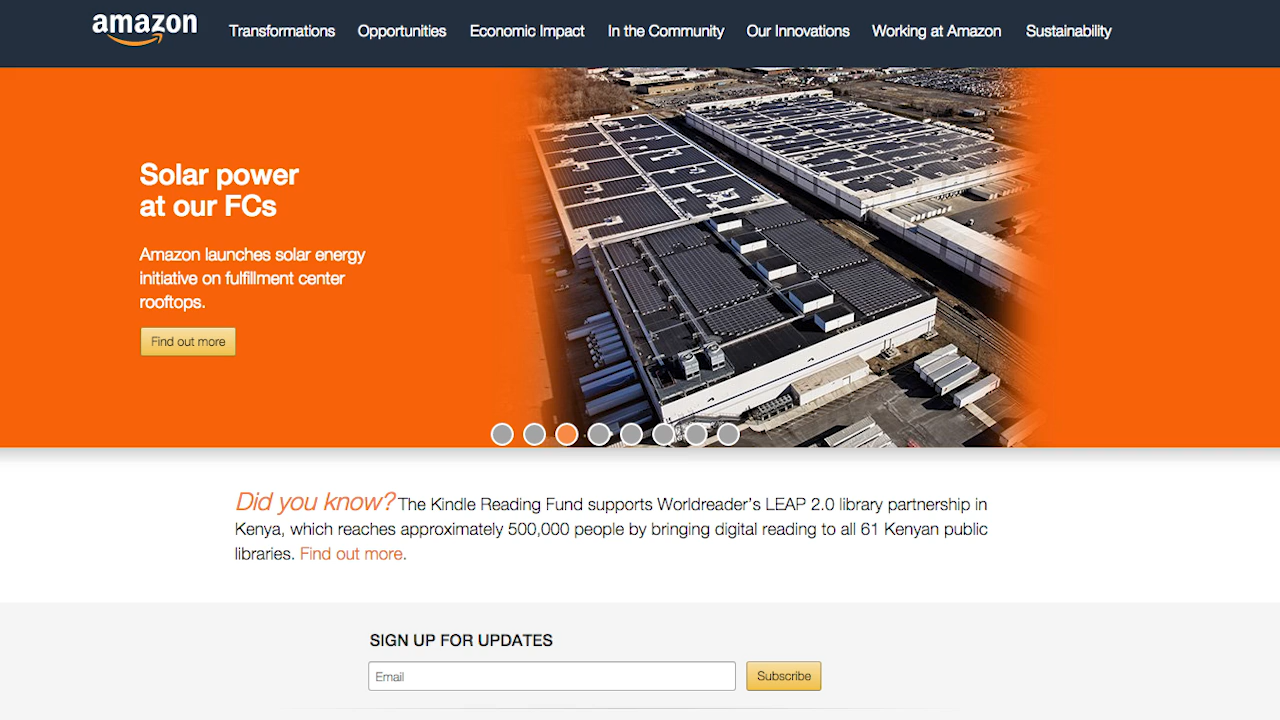 amazon
Transformations Opportunities Economic Impact In the Community Our Innovations Working at Amazon Sustainability
Solar power
at our FCs
Amazon launches solar energy
initiative on fulfillment center
rooftops.
Find out more
Did you know? The Kindle Reading Fund supports Worldreader’s LEAP 2.0 library partnership in
Kenya, which reaches approximately 500,000 people by bringing digital reading to all 61 Kenyan public
libraries. Find out more.
SIGN UP FOR UPDATES
Email
Subscribe